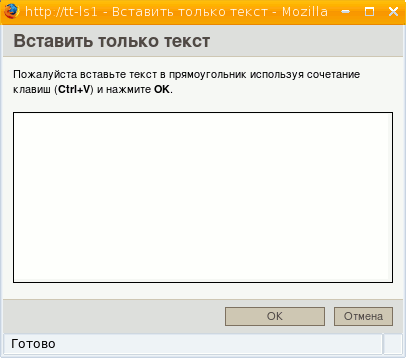 http://tt-ls1 - Вставить только текст - Mozilla
Вставить только текст
Пожалуйста вставьте текст в прямоугольник используя сочетание
клавиш (Ctrl+V) и нажмите OK.
ОК
Отмена
Готово